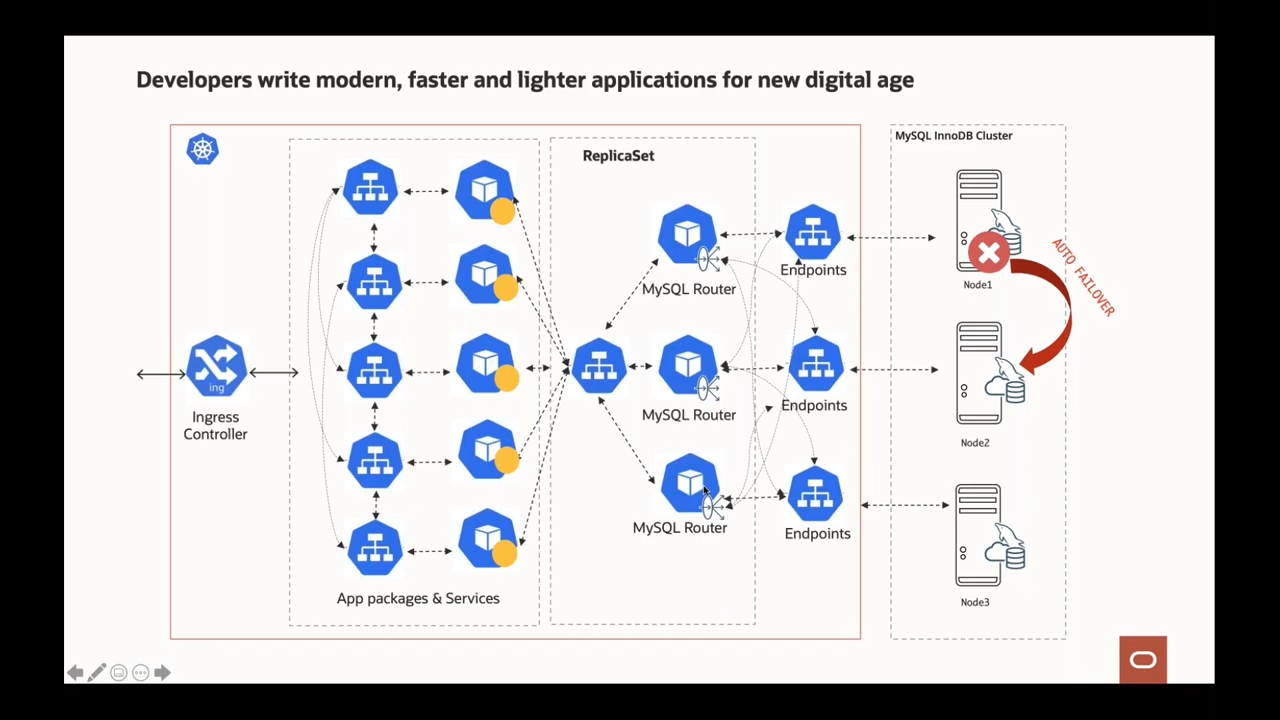 Developers write modern, faster and lighter applications for new digital age
MySQL InnoDB Cluster
ReplicaSet
Endpoints
MySQL Router
Node1
AUTO FAILOVER
ing
Ingress
Controller
MySQL Router
Endpoints
Node2
MySQL Router
Endpoints
App packages & Services
Node3